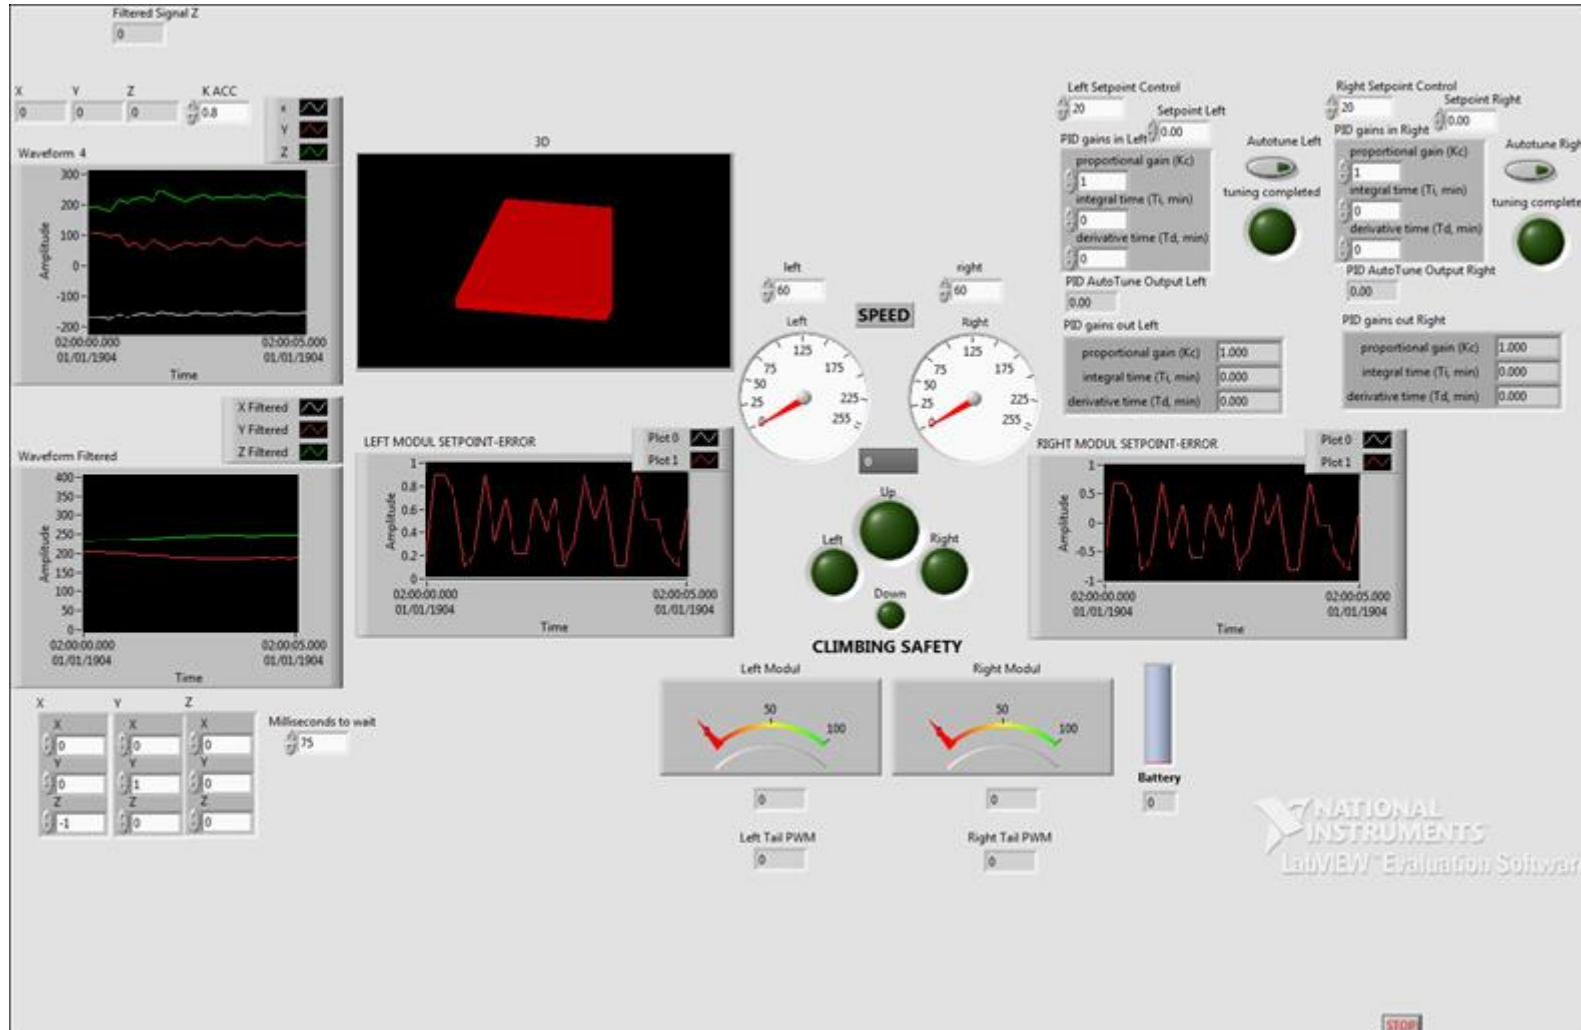 Filtered Signal Z
0
X Y Z K ACC
0 0 0 0.8
x
Y
Z
Waveform 4
300
200
100
0
-100
-200
Amplitude
02:00:00.000 02:00:05.000
01/01/1904 01/01/1904
Time
X Filtered
Y Filtered
Z Filtered
Waveform Filtered
400
350
300
250
200
150
100
50
0
Amplitude
02:00:00.000 02:00:05.000
01/01/1904 01/01/1904
Time
X Y Z
X X X
0 0 0
Y Y Y
0 1 0
Z Z Z
-1 0 0
Milliseconds to wait
75
3D
LEFT MODUL SETPOINT-ERROR
Plot 0
Plot 1
1
0.8
0.6
0.4
0.2
0
Amplitude
02:00:00.000 02:00:05.000
01/01/1904 01/01/1904
Time
left right
60 60
SPEED
Left Right
0 25 50 75 125 175 225 255
0 25 50 75 125 175 225 255
0
Up
Left Right
Down
CLIMBING SAFETY
Left Modul Right Modul
50 100
50 100
0 0
Left Tail PWM Right Tail PWM
0 0
Battery
0
Left Setpoint Control
20
Setpoint Left
0.00
PID gains in Left
proportional gain (Kc)
1
integral time (Ti, min)
0
derivative time (Td, min)
0
Autotune Left
tuning completed
PID AutoTune Output Left
0.00
PID gains out Left
proportional gain (Kc) 1.000
integral time (Ti, min) 0.000
derivative time (Td, min) 0.000
Right Setpoint Control
20
Setpoint Right
0.00
PID gains in Right
proportional gain (Kc)
1
integral time (Ti, min)
0
derivative time (Td, min)
0
Autotune Righ
tuning complete
PID AutoTune Output Right
0.00
PID gains out Right
proportional gain (Kc) 1.000
integral time (Ti, min) 0.000
derivative time (Td, min) 0.000
RIGHT MODUL SETPOINT-ERROR
Plot 0
Plot 1
1
0.5
0
-0.5
-1
Amplitude
02:00:00.000 02:00:05.000
01/01/1904 01/01/1904
Time
NATIONAL
INSTRUMENTS
LabVIEW™ Evaluation Softwar
STOP